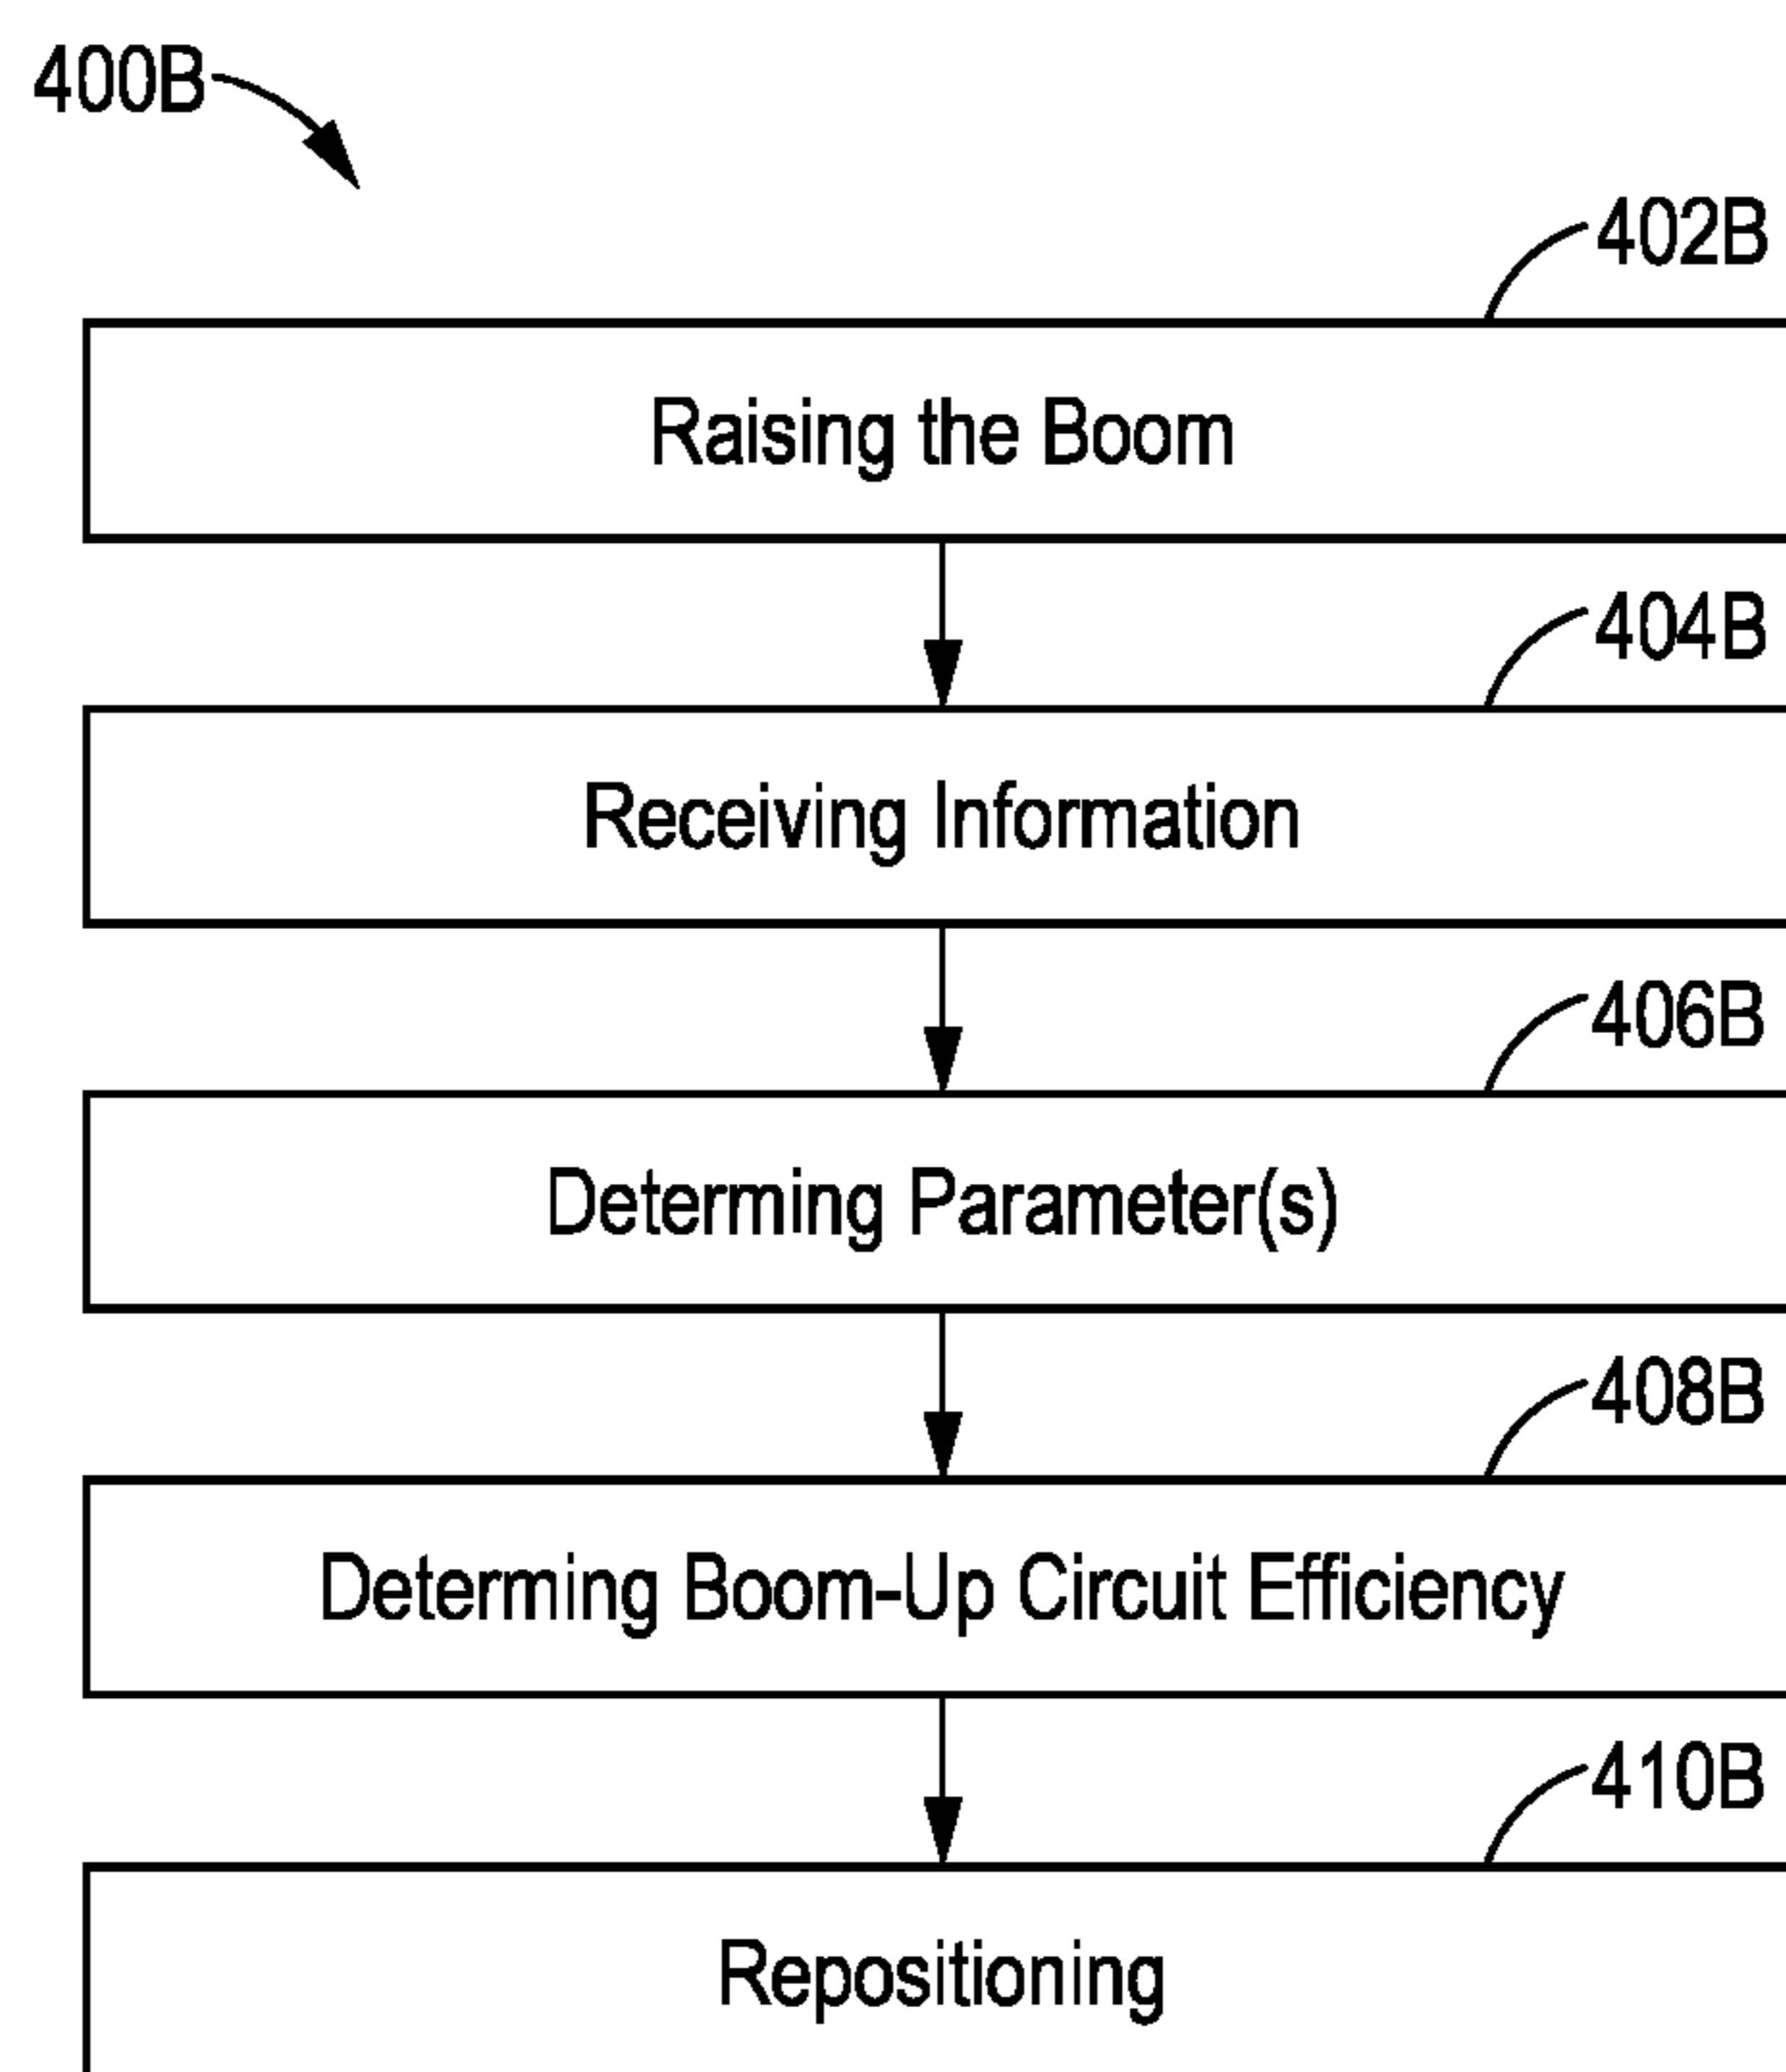 400B
402B
Raising the Boom
404B
Receiving Information
406B
Determing Parameter(s)
408B
Determing Boom-Up Circuit Efficiency
410B
Repositioning